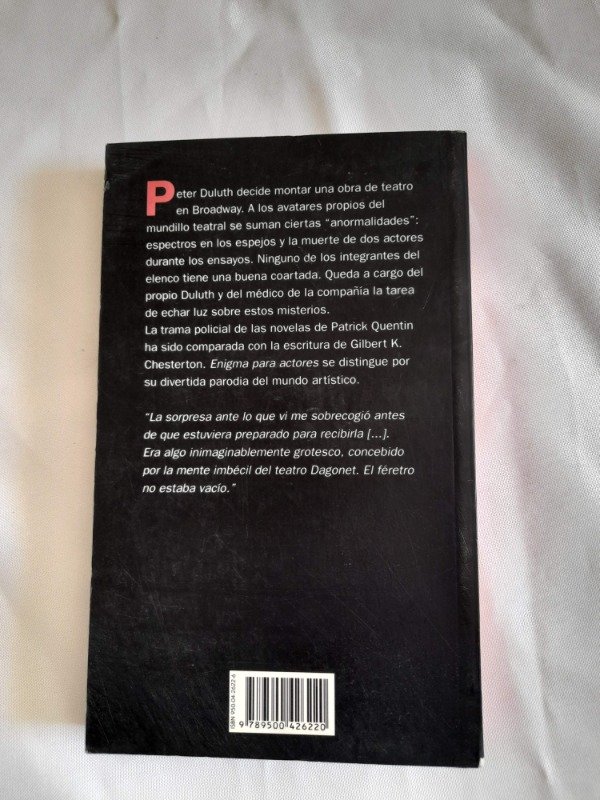 Peter Duluth decide montar una obra de teatro
en Broadway. A los avatares propios del
mundillo teatral se suman ciertas "anormalidades":
espectros en los espejos y la muerte de dos actores
durante los ensayos. Ninguno de los integrantes del
elenco tiene una buena coartada. Queda a cargo del
propio Duluth y del médico de la compañía la tarea
de echar luz sobre estos misterios.
La trama policial de las novelas de Patrick Quentin
ha sido comparada con la escritura de Gilbert K.
Chesterton. Enigma para actores se distingue por
su divertida parodia del mundo artístico.
"La sorpresa ante lo que vi me sobrecogió antes
de que estuviera preparado para recibirla [...].
Era algo inimaginablemente grotesco, concebido
por la mente imbécil del teatro Dagonet. El féretro
no estaba vacío."
ISBN 950-04-2622-6
9 789500 426220